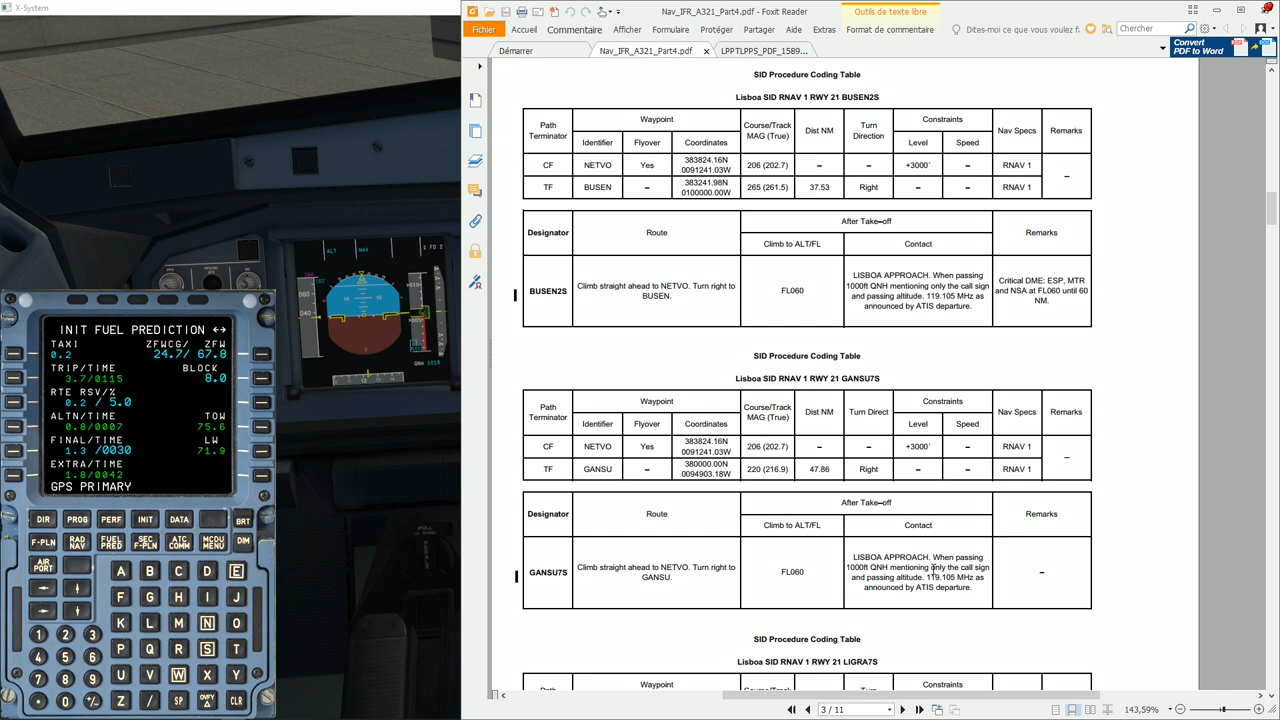 X-System
Nav_IFR_A321_Part4.pdf - Foxit Reader
Outils de texte libre
Fichier
Accueil
Commentaire
Affichage
Formulaire
Protéger
Partager
Aide
Extras
Format de commentaire
Dites-moi ce que vous voulez f
Chercher
Démarrer
Nav_IFR_A321_Part4.pdf
LPPTLPPS_PDF_1589...
Convert
PDF to Word
SID Procedure Coding Table
Lisboa SID RNAV 1 RWY 21 BUSEN2S
Path Terminator
Waypoint
Course/Track MAG (True)
Dist NM
Turn Direction
Constraints
Nav Specs
Remarks
Identifier
Flyover
Coordinates
Level
Speed
CF NETVO Yes 383824.16N 0091241.03W 206 (202.7) – – +3000´ – RNAV 1 –
TF BUSEN – 383241.98N 0100000.00W 265 (261.5) 37.53 Right – – RNAV 1
Designator
Route
After Take–off
Remarks
Climb to ALT/FL
Contact
BUSEN2S
Climb straight ahead to NETVO. Turn right to
BUSEN.
FL060
LISBOA APPROACH. When passing
1000ft QNH mentioning only the call sign
and passing altitude. 119.105 MHz as
announced by ATIS departure.
Critical DME: ESP, MTR
and NSA at FL060 until 60
NM.
SID Procedure Coding Table
Lisboa SID RNAV 1 RWY 21 GANSU7S
Path Terminator
Waypoint
Course/Track MAG (True)
Dist NM
Turn Direct
Constraints
Nav Specs
Remarks
Identifier
Flyover
Coordinates
Level
Speed
CF NETVO Yes 383824.16N 0091241.03W 206 (202.7) – – +3000´ – RNAV 1 –
TF GANSU – 380000.00N 0094903.18W 220 (216.9) 47.86 Right – – RNAV 1
Designator
Route
After Take–off
Remarks
Climb to ALT/FL
Contact
GANSU7S
Climb straight ahead to NETVO. Turn right to
GANSU.
FL060
LISBOA APPROACH. When passing
1000ft QNH mentioning only the call sign
and passing altitude. 119.105 MHz as
announced by ATIS departure.
–
SID Procedure Coding Table
Lisboa SID RNAV 1 RWY 21 LIGRA7S
Path
Waypoint
Course/Track
Turn
Constraints
3 / 11
143,59%
ALT NAV 1 FD 2
QNH 1018
INIT FUEL PREDICTION ↔
TAXI ZFWCG/ ZFW
0.2 24.7/ 67.8
TRIP/TIME BLOCK
3.7/0115 8.0
RTE RSV/%
0.2 / 5.0
ALTN/TIME TOW
0.8/0007 75.6
FINAL/TIME LW
1.3 /0030 71.9
EXTRA/TIME
1.8/0042
GPS PRIMARY
DIR PROG PERF INIT DATA BRT
F-PLN RAD NAV FUEL PRED SEC F-PLN ATC COMM MCDU MENU DIM
AIR PORT
A B C D E
F G H I J
1 2 3 K L M N O
4 5 6 P Q R S T
7 8 9 U V W X Y
. 0 +/- Z / SP OVFY CLR